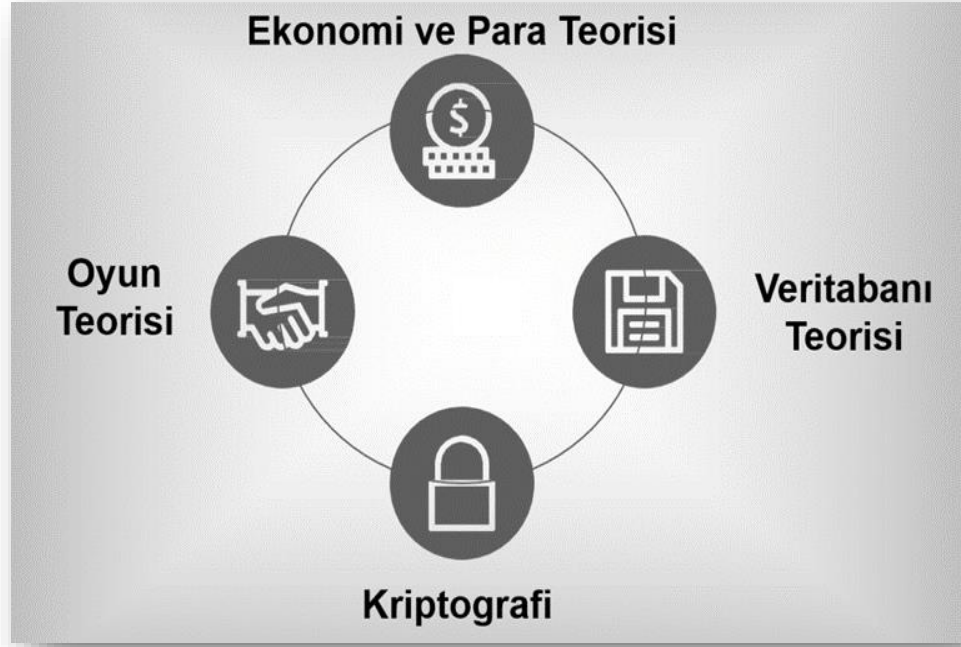 Ekonomi ve Para Teorisi
$
Oyun
Teorisi
Veritabanı
Teorisi
Kriptografi